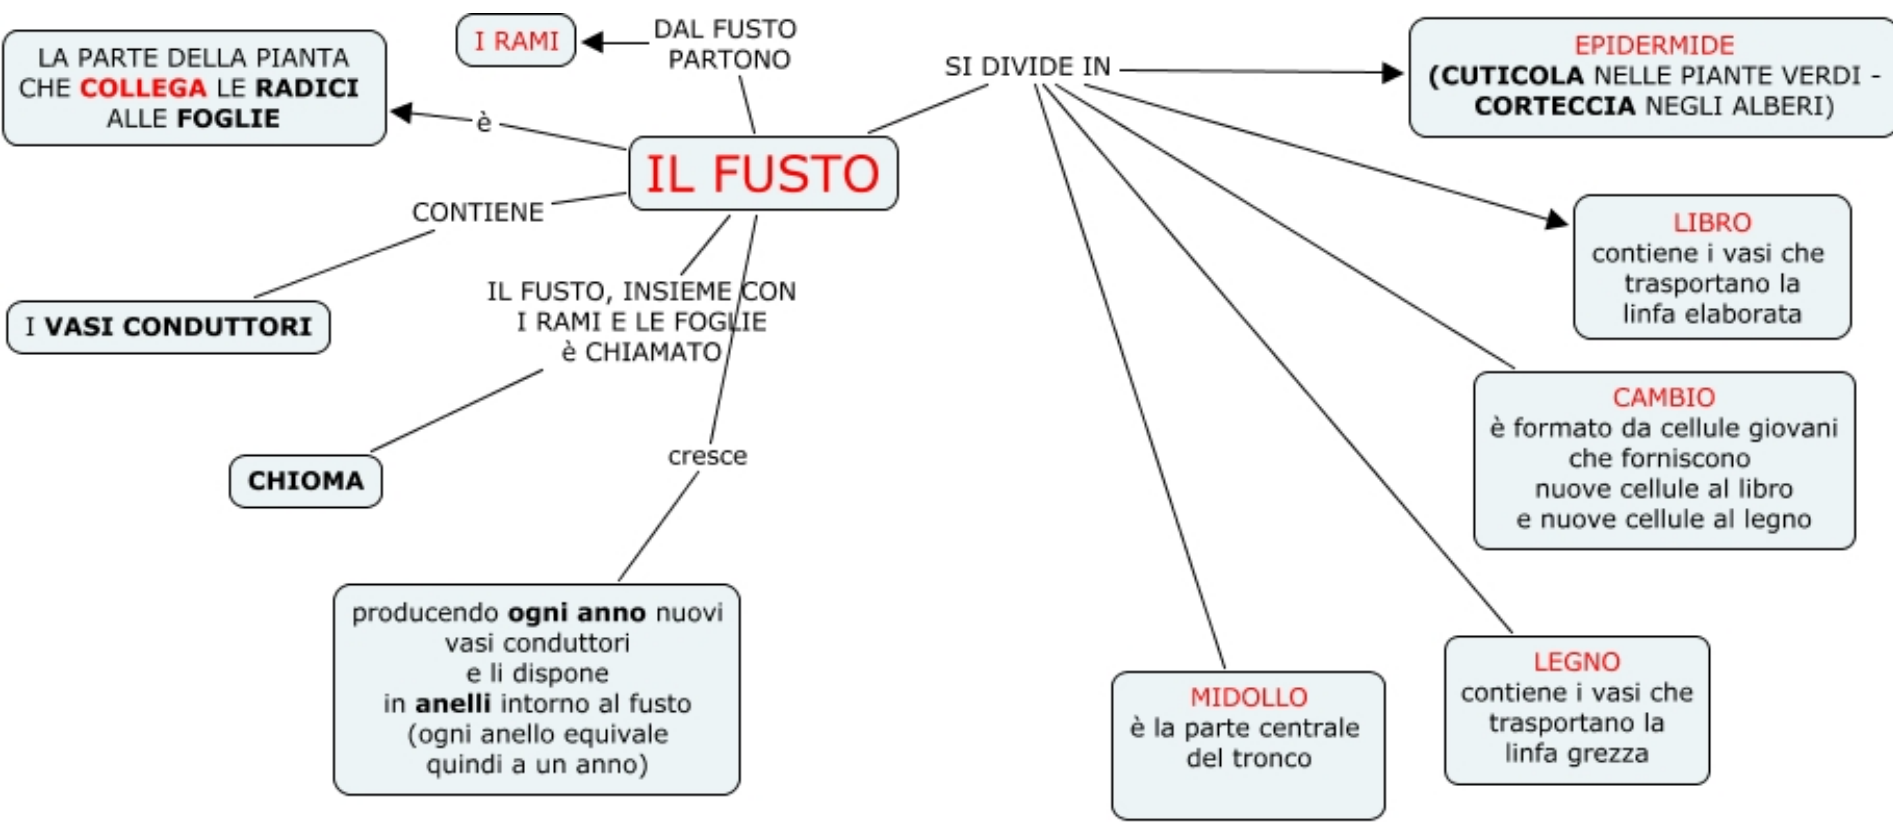 I RAMI
DAL FUSTO
PARTONO
LA PARTE DELLA PIANTA
CHE COLLEGA LE RADICI
ALLE FOGLIE
è
IL FUSTO
CONTIENE
I VASI CONDUTTORI
IL FUSTO, INSIEME CON
I RAMI E LE FOGLIE
è CHIAMATO
CHIOMA
cresce
producendo ogni anno nuovi
vasi conduttori
e li dispone
in anelli intorno al fusto
(ogni anello equivale
quindi a un anno)
SI DIVIDE IN
EPIDERMIDE
(CUTICOLA NELLE PIANTE VERDI -
CORTECCIA NEGLI ALBERI)
LIBRO
contiene i vasi che
trasportano la
linfa elaborata
CAMBIO
è formato da cellule giovani
che forniscono
nuove cellule al libro
e nuove cellule al legno
LEGNO
contiene i vasi che
trasportano la
linfa grezza
MIDOLLO
è la parte centrale
del tronco